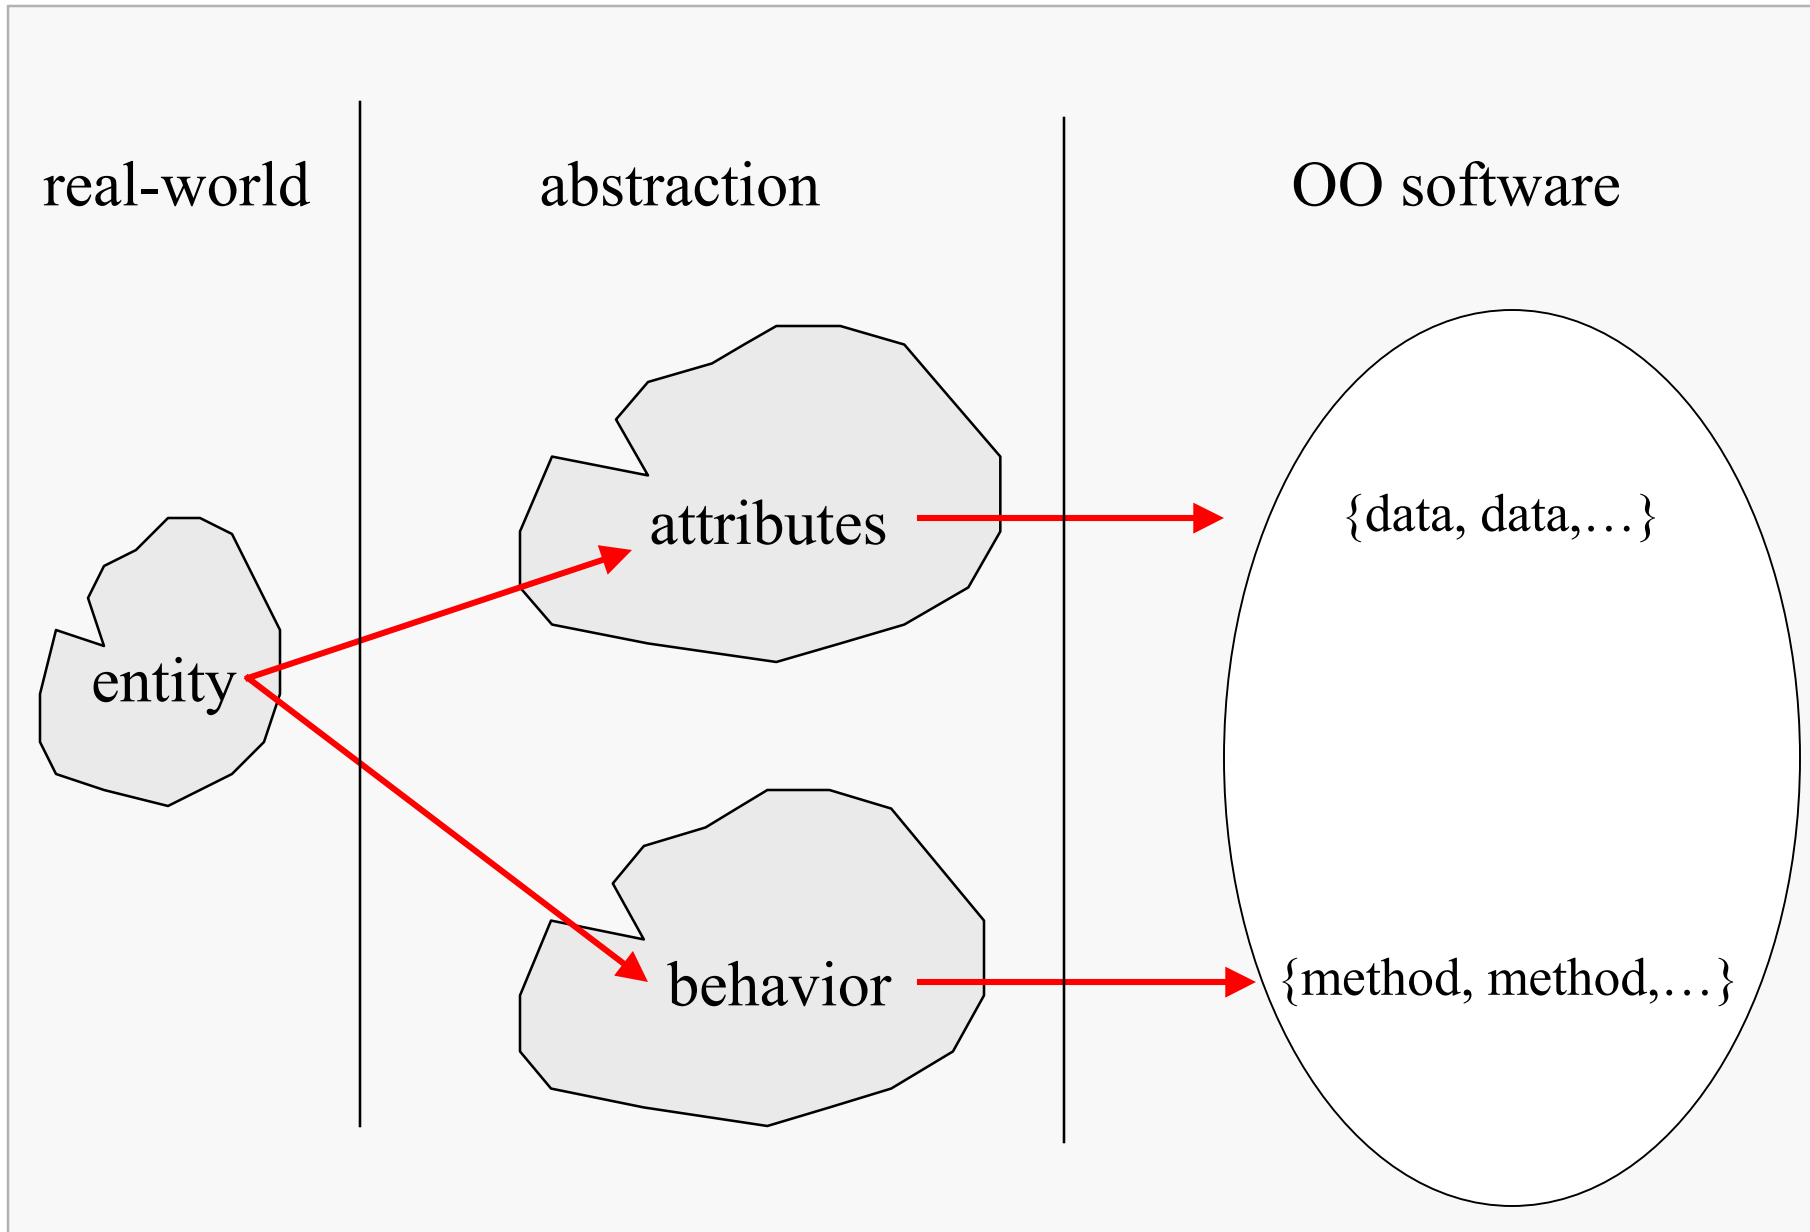 real-world
abstraction
OO software
attributes
{data, data,…}
entity
behavior
{method, method,…}